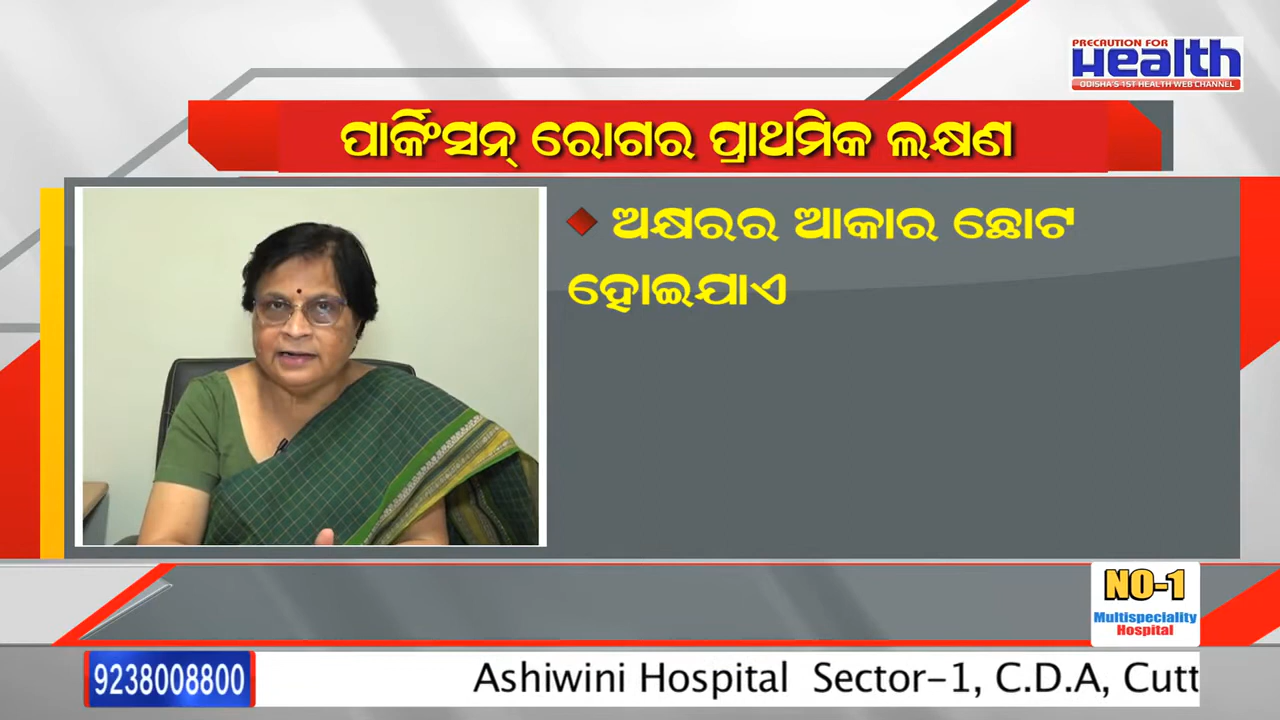 PRECAUTION FOR
Health
ODISHA'S 1ST HEALTH WEB CHANNEL
ପାର୍କିଂସନ୍ ରୋଗର ପ୍ରାଥମିକ ଲକ୍ଷଣ
ଅକ୍ଷରର ଆକାର ଛୋଟ
ହୋଇଯାଏ
NO-1
Multispeciality
Hospital
9238008800
Ashiwini Hospital Sector-1, C.D.A, Cutt